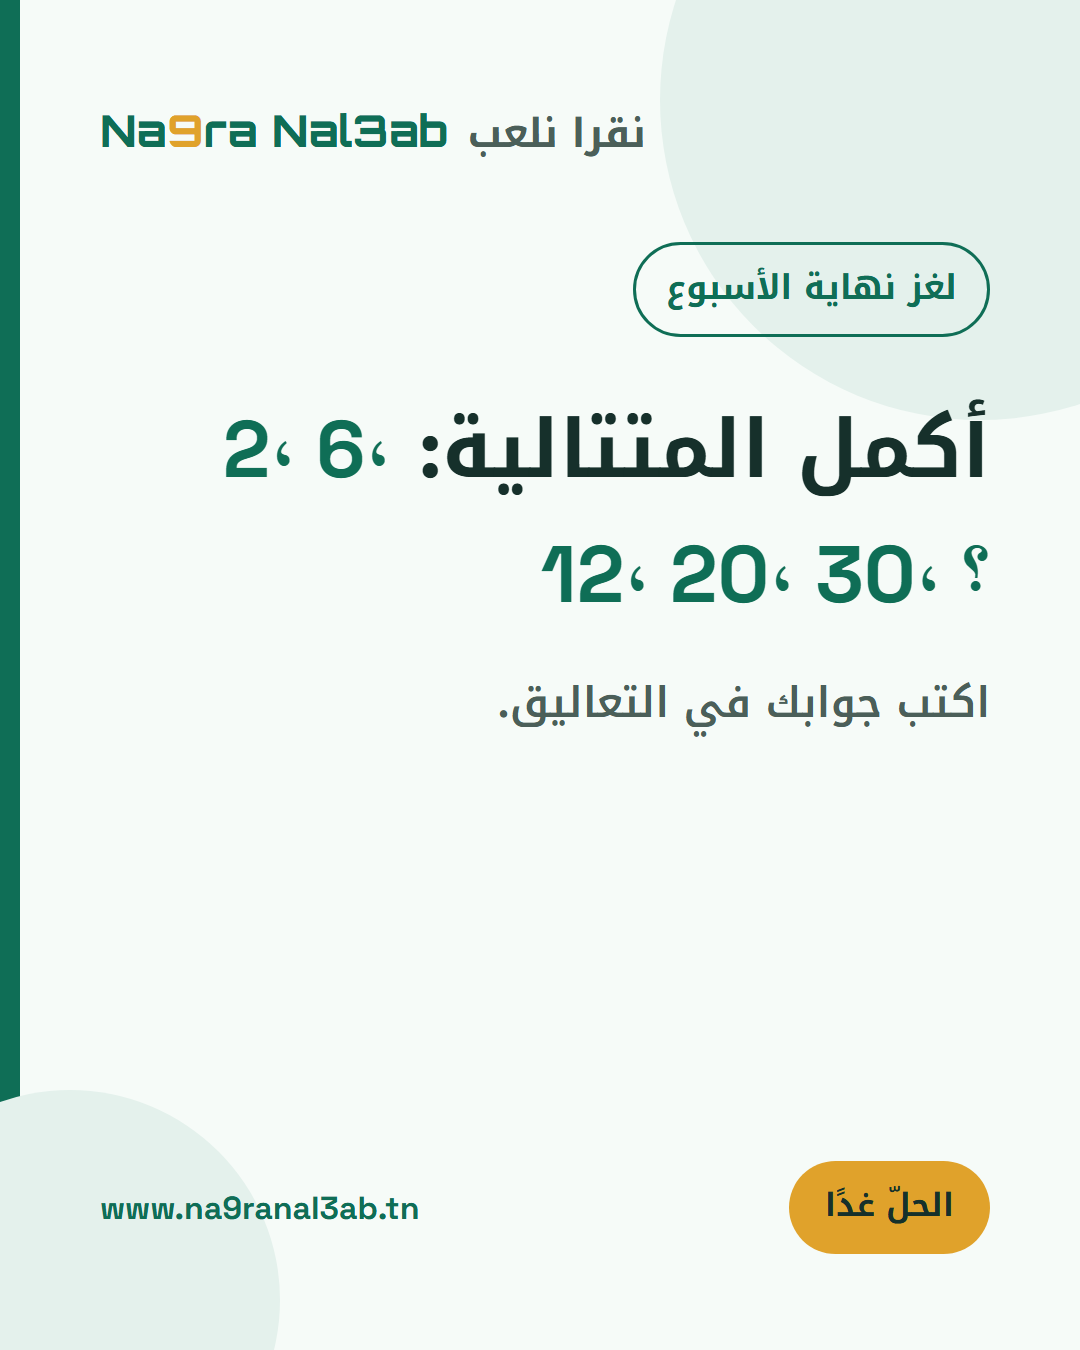 Na9ra Nal3ab نقرا نلعب
لغز نهاية الأسبوع
أكمل المتتالية: 2، 6،
12، 20، 30، ؟
اكتب جوابك في التعاليق.
www.na9ranal3ab.tn
الحلّ غدًا